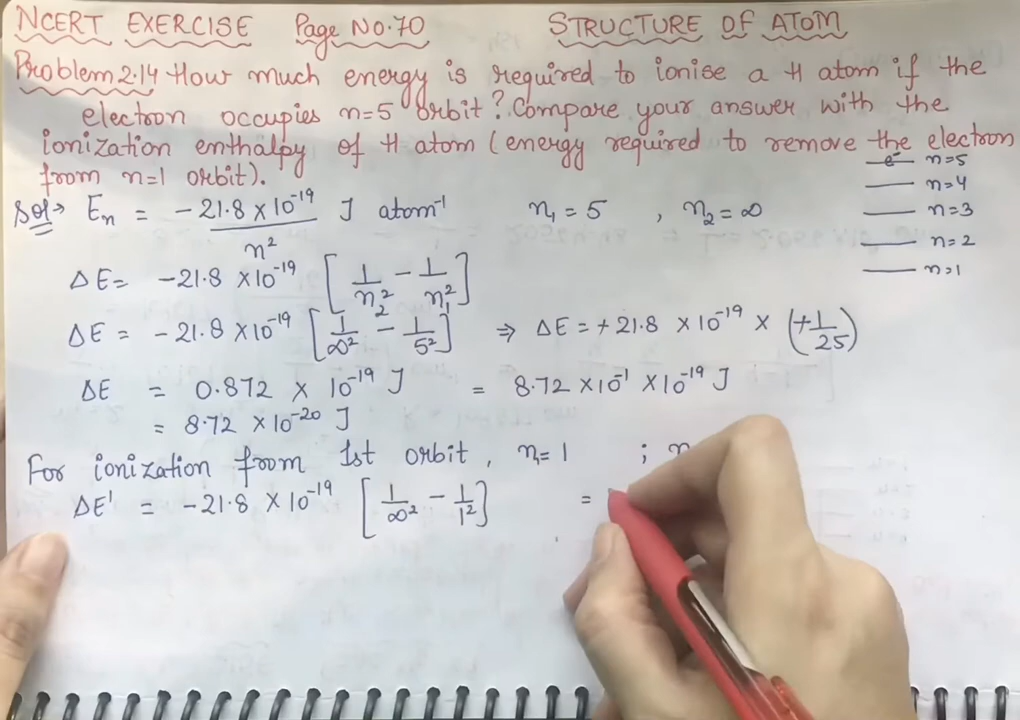 NCERT EXERCISE Page No.70 STRUCTURE OF ATOM
Problem 2.14 How much energy is required to ionise a H atom if the
electron occupies n=5 orbit? Compare your answer with the
ionization enthalpy of H atom (energy required to remove the electron
from n=1 orbit).
e⁻ n=5
n=4
n=3
n=2
n=1
Sol→ En = -21.8 × 10⁻¹⁹ / n² J atom⁻¹ n₁ = 5 , n₂ = ∞
ΔE = -21.8 × 10⁻¹⁹ [1/n₂² - 1/n₁²]
ΔE = -21.8 × 10⁻¹⁹ [1/∞² - 1/5²] ⇒ ΔE = +21.8 × 10⁻¹⁹ × (+1/25)
ΔE = 0.872 × 10⁻¹⁹ J = 8.72 × 10⁻¹ × 10⁻¹⁹ J
= 8.72 × 10⁻²⁰ J
For ionization from 1st orbit, n₁ = 1 ; n
ΔE' = -21.8 × 10⁻¹⁹ [1/∞² - 1/1²] =